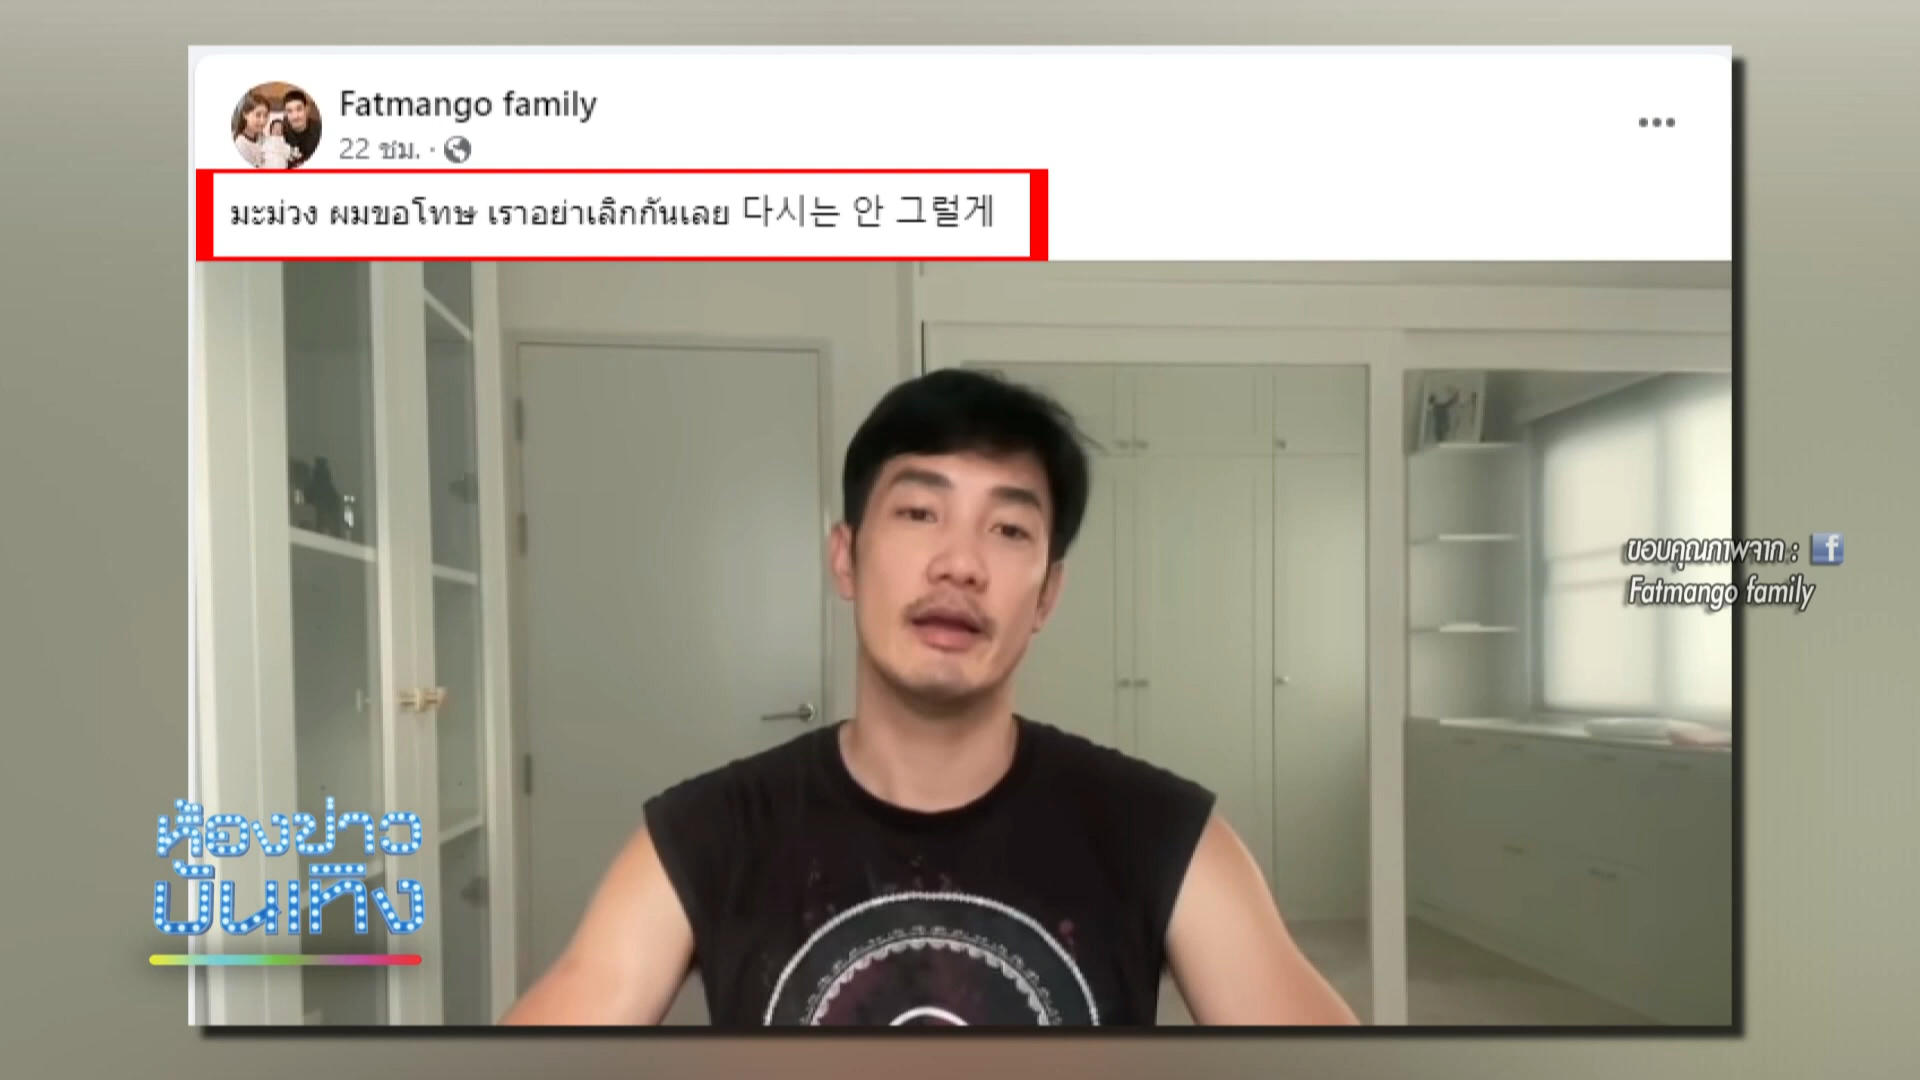 Fatmango family
22 ชม. ·
มะม่วง ผมขอโทษ เราอย่าเลิกกันเลย 다시는 안 그럴게
ขอบคุณภาพจาก :
Fatmango family
ห้องข่าว
บันเทิง